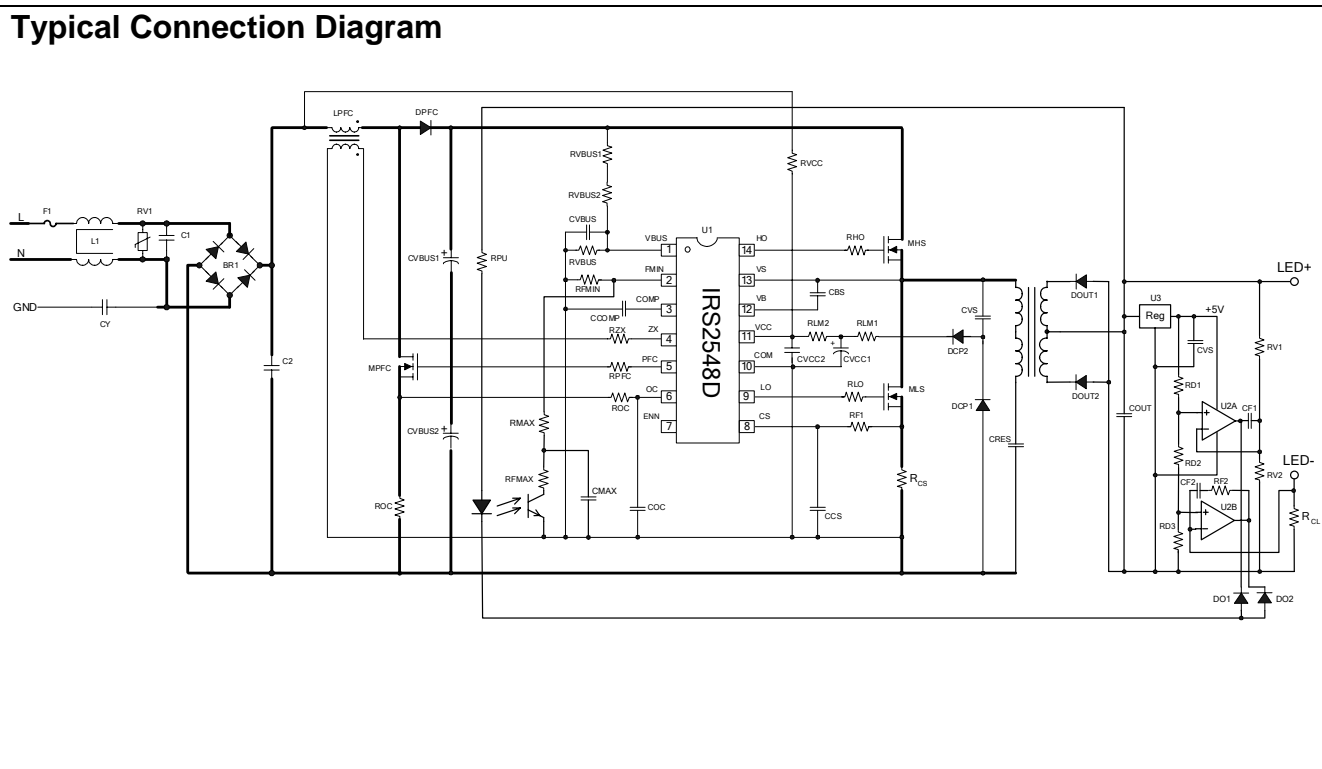 Typical Connection Diagram
LPFC
DPFC
RVBUS1
RVCC
RVBUS2
L
F1
RV1
C1
L1
N
BR1
GND
CY
C2
CVBUS1
RPU
CVBUS
VBUS
RVBUS
FMIN
RFMIN
COMP
CCOMP
ZX
RZX
PFC
RPFC
OC
ROC
ENN
MPFC
CVBUS2
ROC
RMAX
RFMAX
CMAX
COC
U1
IRS2548D
1
2
3
4
5
6
7
14
13
12
11
10
9
8
HO
VS
VB
VCC
COM
LO
CS
RHO
MHS
CBS
RLM2
RLM1
CVCC2
+
CVCC1
RLO
MLS
RF1
RCS
CCS
CVS
DCP2
DCP1
CRES
DOUT1
DOUT2
COUT
U3
Reg
+5V
CVS
RD1
RD2
RD3
U2A
CF1
CF2
RF2
U2B
RV1
RV2
LED+
LED-
RCL
DO1
DO2
+
+
+
+